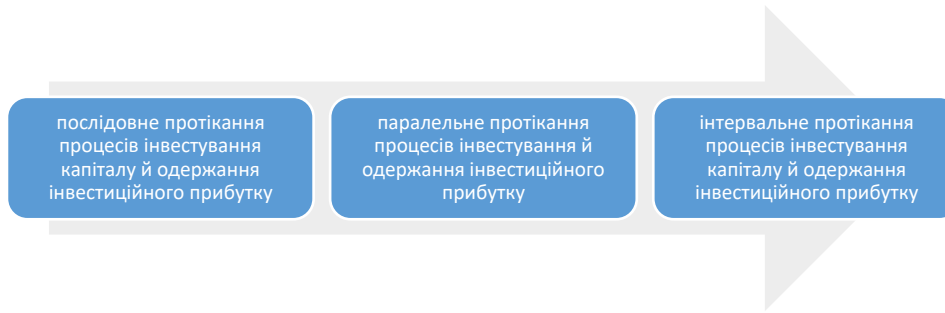 послідовне протікання
процесів інвестування
капіталу й одержання
інвестиційного прибутку
паралельне протікання
процесів інвестування й
одержання інвестиційного
прибутку
інтервальне протікання
процесів інвестування
капіталу й одержання
інвестиційного прибутку